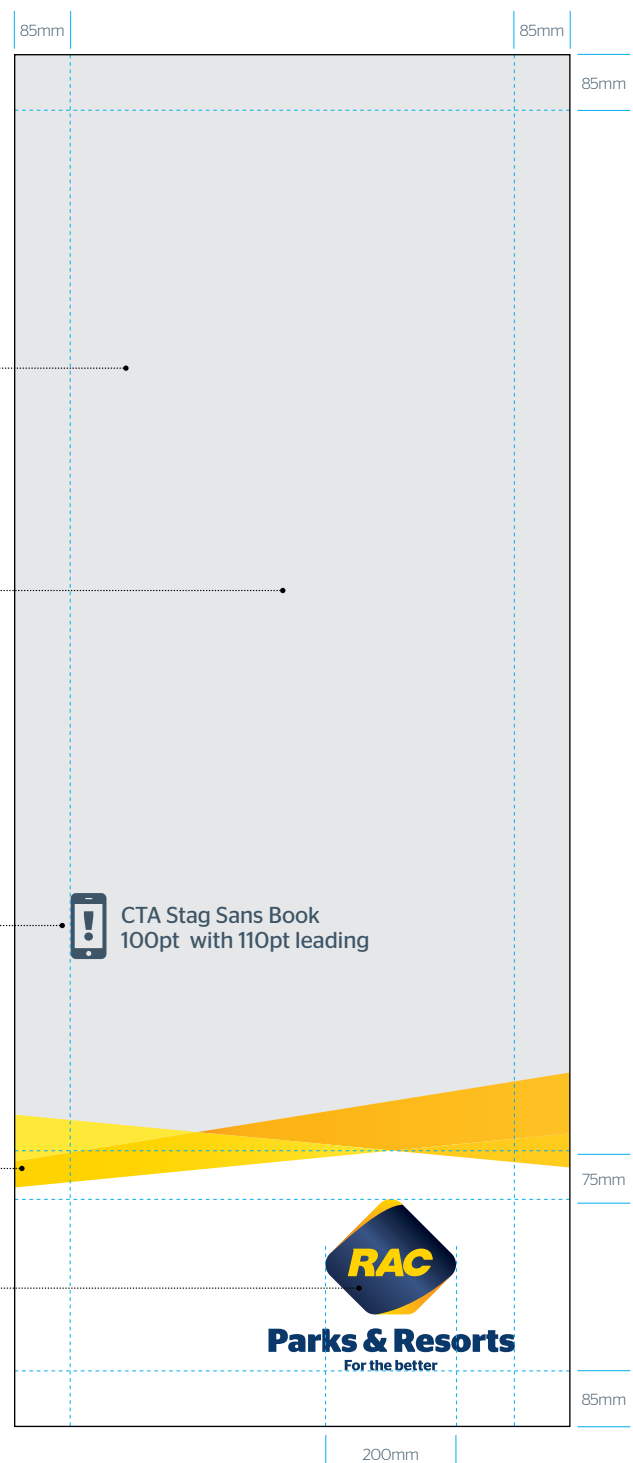 85mm
85mm
85mm
CTA Stag Sans Book
100pt with 110pt leading
75mm
RAC
Parks & Resorts
For the better
85mm
200mm